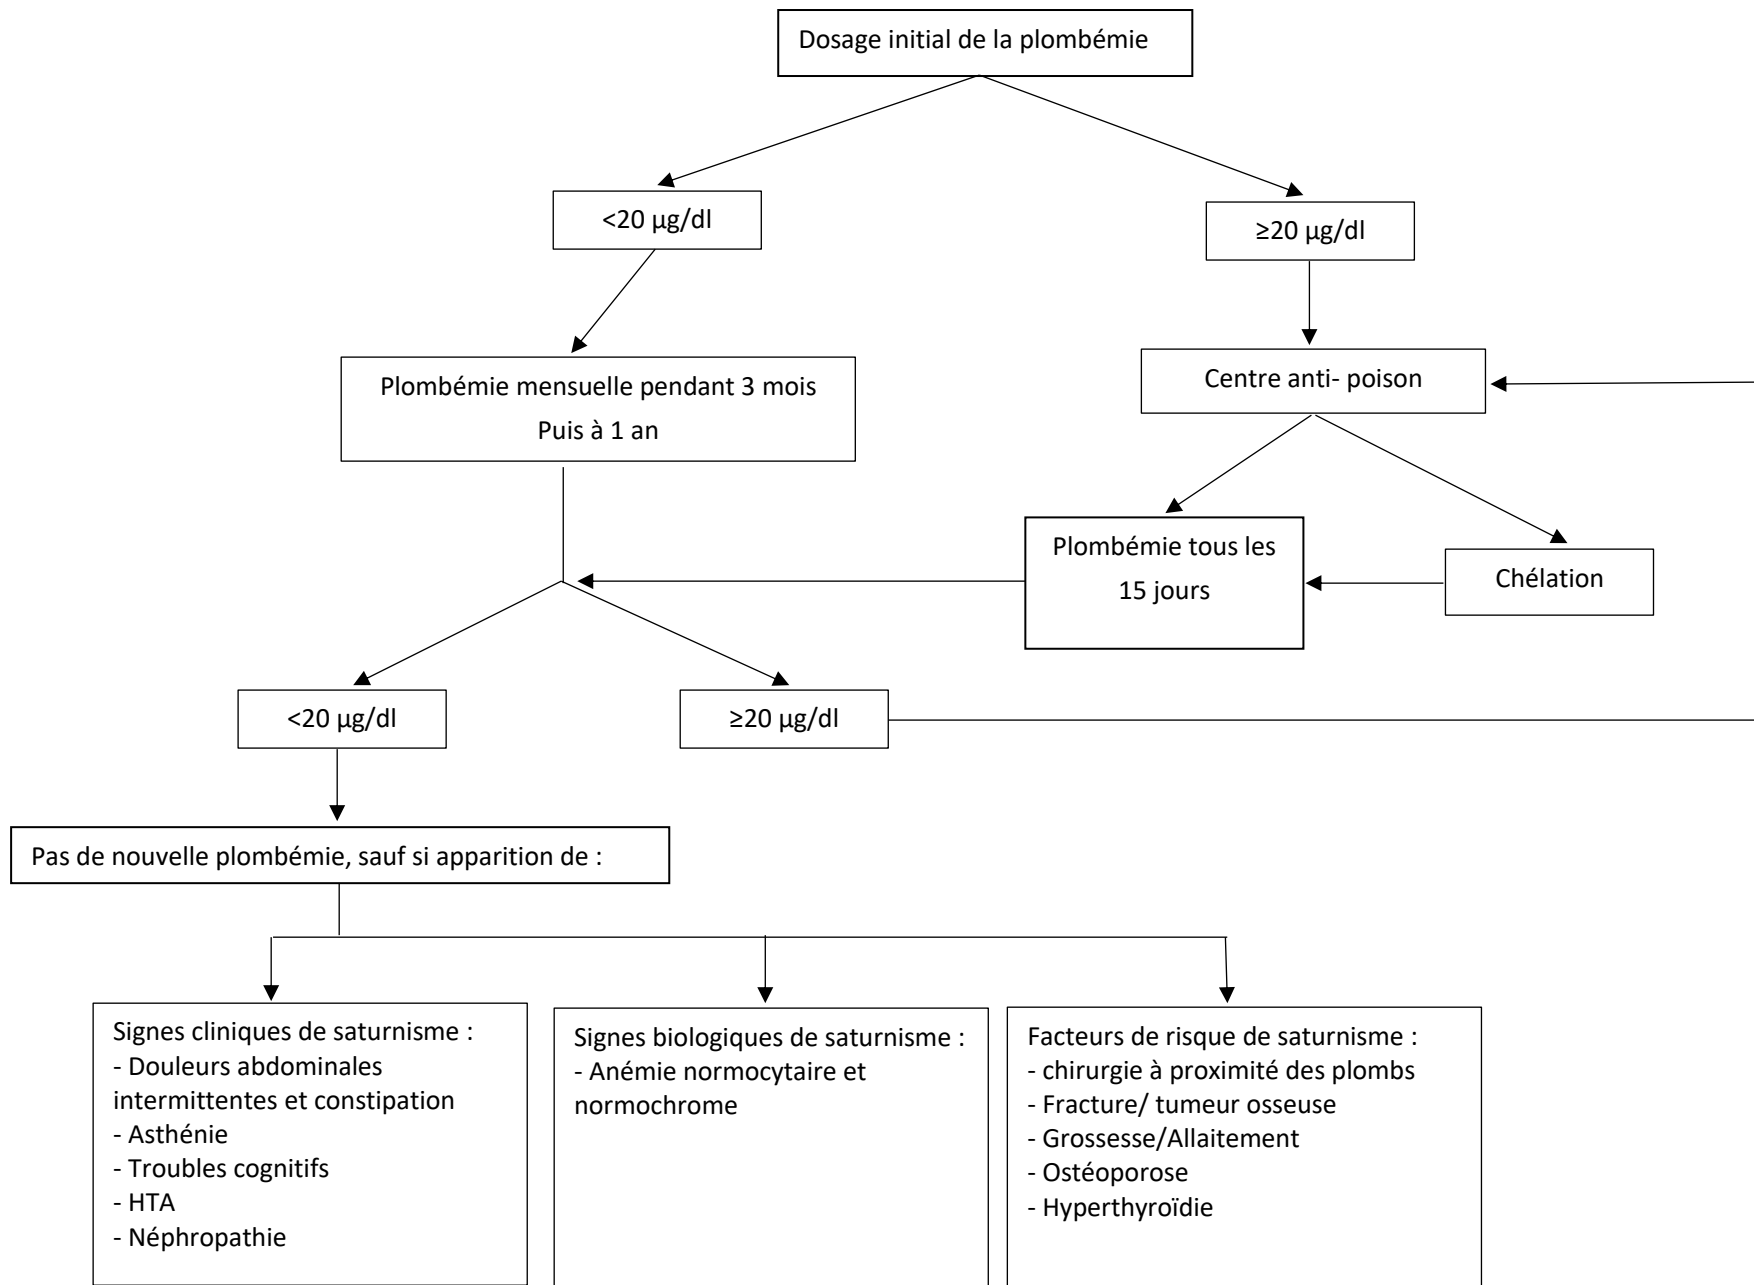 Dosage initial de la plombémie
<20 µg/dl
≥20 µg/dl
Plombémie mensuelle pendant 3 mois
Puis à 1 an
Centre anti- poison
Plombémie tous les
15 jours
Chélation
<20 µg/dl
≥20 µg/dl
Pas de nouvelle plombémie, sauf si apparition de :
Signes cliniques de saturnisme :
- Douleurs abdominales
intermittentes et constipation
- Asthénie
- Troubles cognitifs
- HTA
- Néphropathie
Signes biologiques de saturnisme :
- Anémie normocytaire et
normochrome
Facteurs de risque de saturnisme :
- chirurgie à proximité des plombs
- Fracture/ tumeur osseuse
- Grossesse/Allaitement
- Ostéoporose
- Hyperthyroïdie